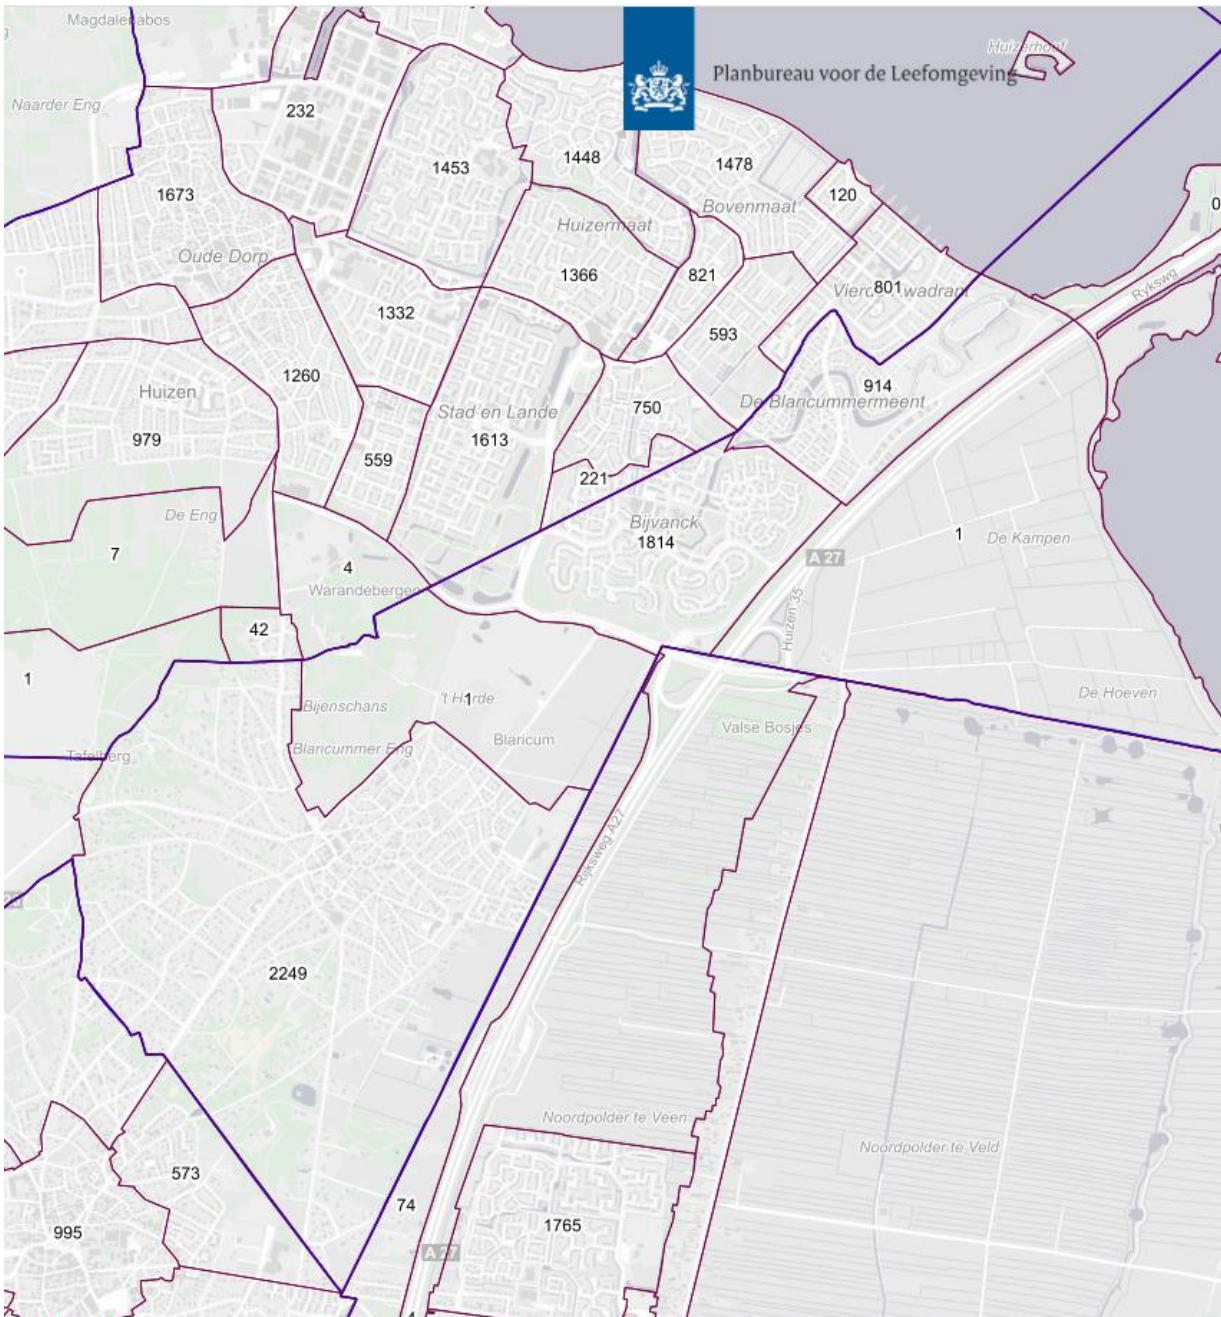 Magdalenabos
Huizerhoof
Planbureau voor de Leefomgeving
Naarder Eng
232
1453
1448
1478
1673
120
0
Bovenmaat
Huizermaat
Oude Dorp
1366
821
801
Vierde Kwadrant
Rykswg
1332
593
1260
914
Huizen
De Blaricummermeent
Stad en Lande
750
979
1613
559
221
De Eng
Bijvanck
1814
1
De Kampen
7
A 27
4
Warandebergen
Huizen 35
42
1
't Harde
1
De Hoeven
Bijenschans
Valse Bosjes
Blaricum
Blaricummer Eng
Tafelberg
Rijksweg A27
2249
Noordpolder te Veen
Noordpolder te Veld
573
74
995
1765
A 27